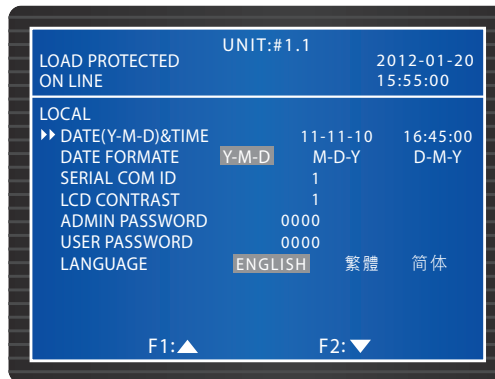 UNIT:#1.1
LOAD PROTECTED 2012-01-20
ON LINE 15:55:00
LOCAL
DATE(Y-M-D)&TIME 11-11-10 16:45:00
DATE FORMATE Y-M-D M-D-Y D-M-Y
SERIAL COM ID 1
LCD CONTRAST 1
ADMIN PASSWORD 0000
USER PASSWORD 0000
LANGUAGE ENGLISH 繁體 简体
F1:▲ F2:▼